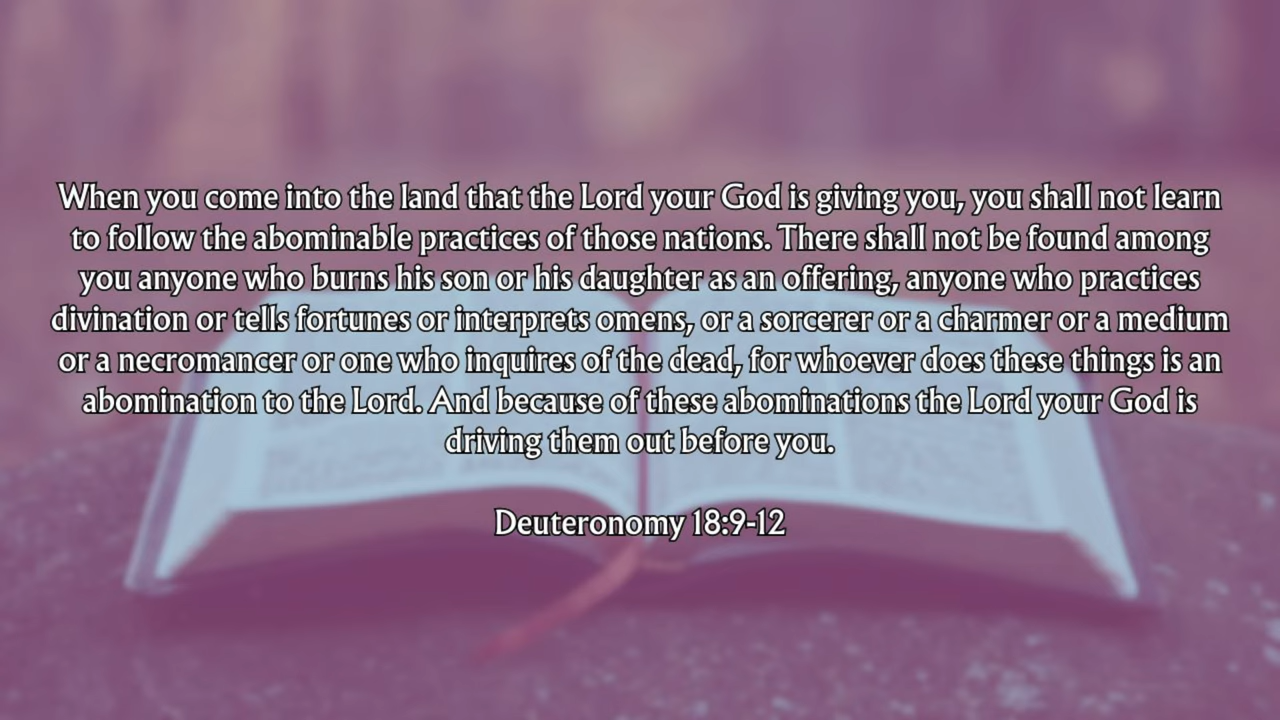 When you come into the land that the Lord your God is giving you, you shall not learn
to follow the abominable practices of those nations. There shall not be found among
you anyone who burns his son or his daughter as an offering, anyone who practices
divination or tells fortunes or interprets omens, or a sorcerer or a charmer or a medium
or a necromancer or one who inquires of the dead, for whoever does these things is an
abomination to the Lord. And because of these abominations the Lord your God is
driving them out before you.
Deuteronomy 18:9-12